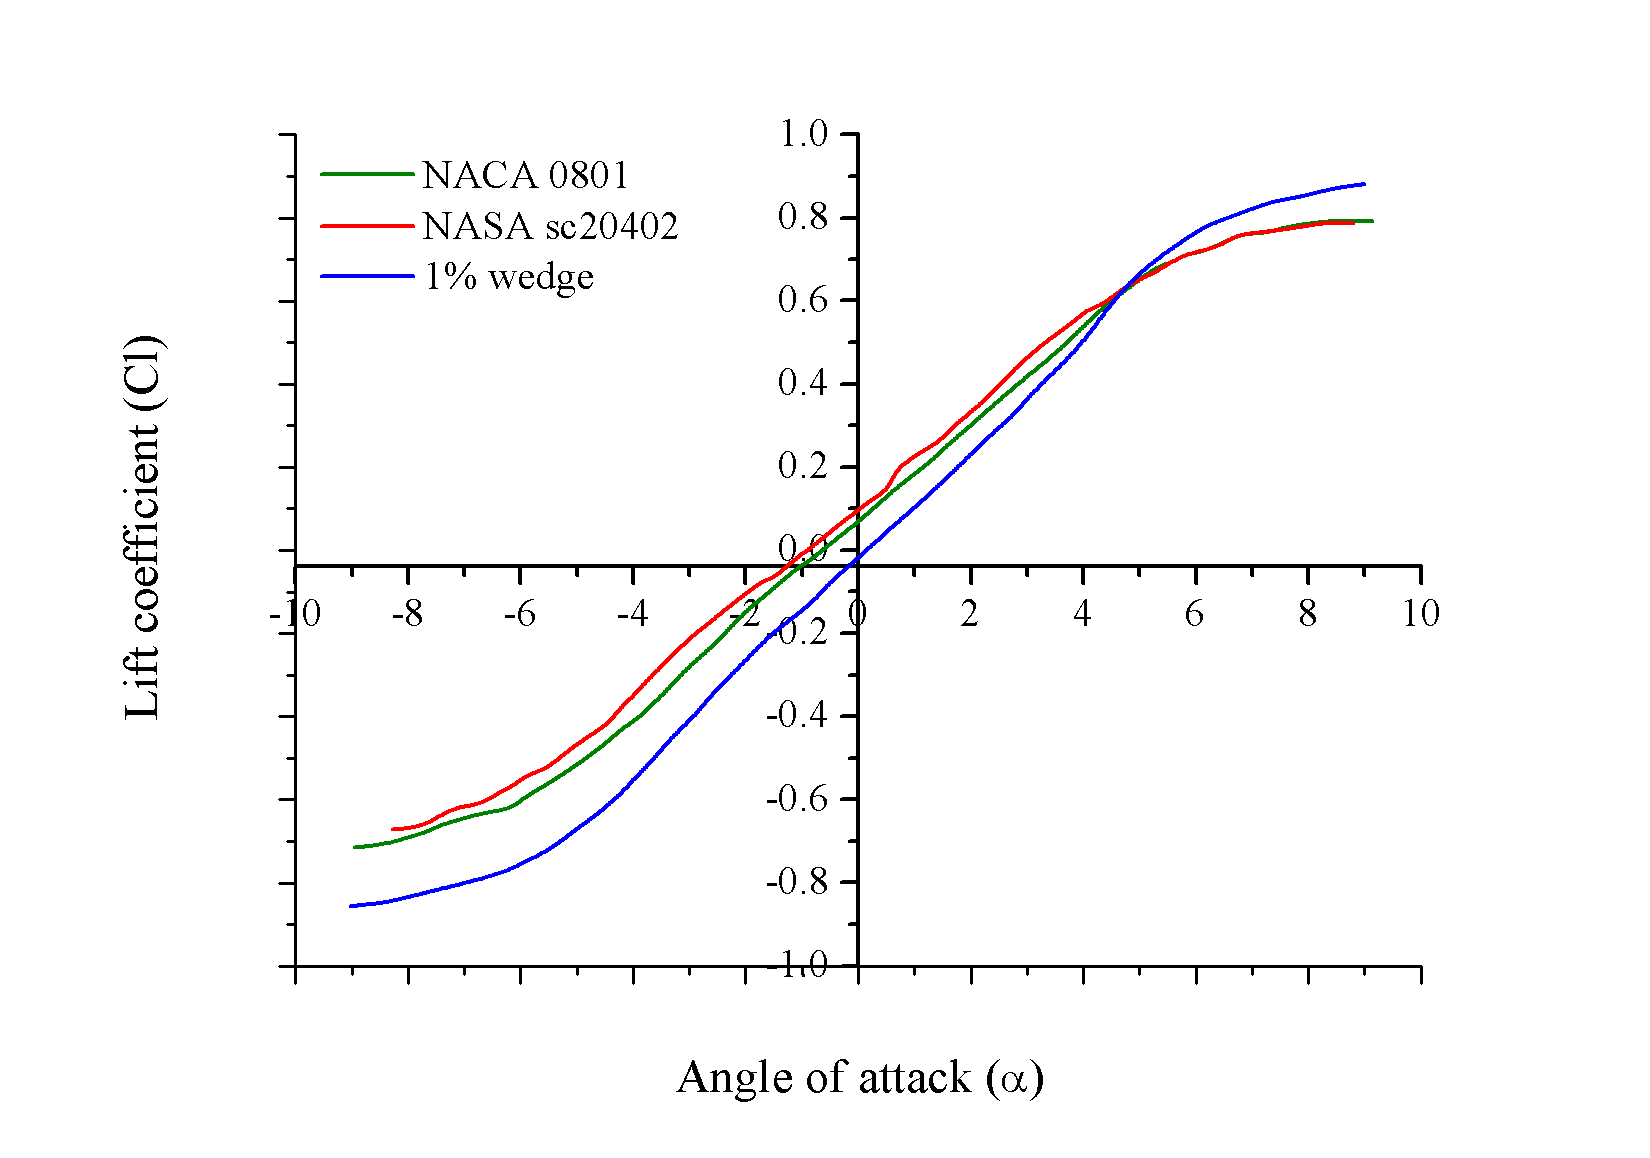 1.0
NACA 0801
NASA sc20402
1% wedge
0.8
0.6
0.4
0.2
0.0
-10 -8 -6 -4 -2 0 2 4 6 8 10
-0.2
-0.4
-0.6
-0.8
-1.0
Lift coefficient (Cl)
Angle of attack (α)